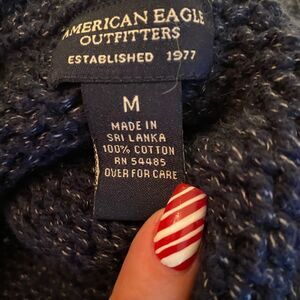 AMERICAN EAGLE
OUTFITTERS
ESTABLISHED 1977
M
MADE IN
SRI LANKA
100% COTTON
RN 54485
OVER FOR CARE